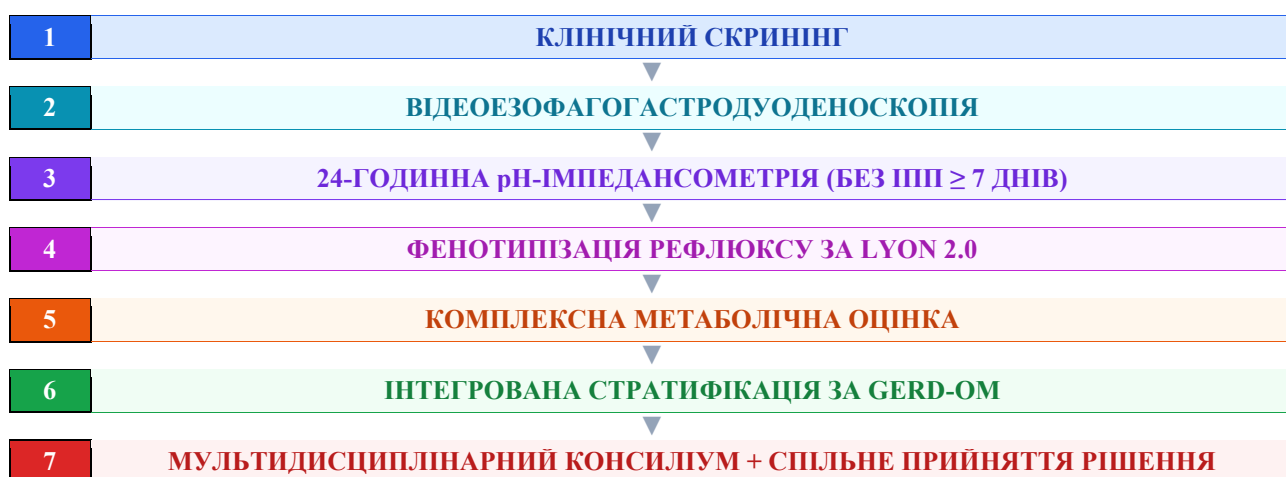 1 КЛІНІЧНИЙ СКРИНІНГ
2 ВІДЕОЕЗОФАГОГАСТРОДУОДЕНОСКОПІЯ
3 24-ГОДИННА рН-ІМПЕДАНСОМЕТРІЯ (БЕЗ ІПП ≥ 7 ДНІВ)
4 ФЕНОТИПІЗАЦІЯ РЕФЛЮКСУ ЗА LYON 2.0
5 КОМПЛЕКСНА МЕТАБОЛІЧНА ОЦІНКА
6 ІНТЕГРОВАНА СТРАТИФІКАЦІЯ ЗА GERD-OM
7 МУЛЬТИДИСЦИПЛІНАРНИЙ КОНСИЛІУМ + СПІЛЬНЕ ПРИЙНЯТТЯ РІШЕННЯ